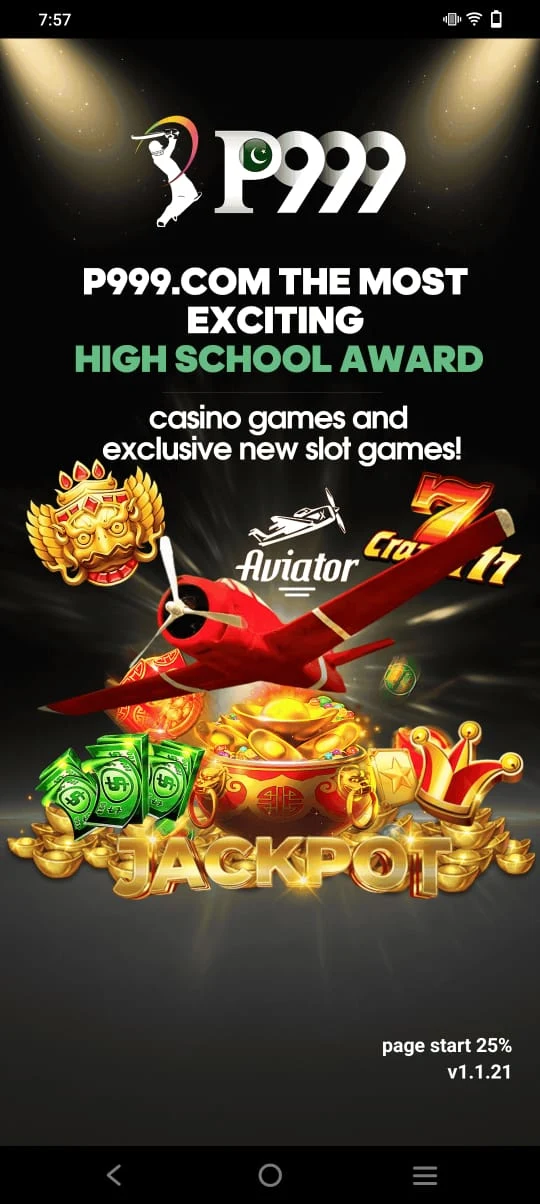 7:57
P999
P999.COM THE MOST
EXCITING
HIGH SCHOOL AWARD
casino games and
exclusive new slot games!
7
Aviator
JACKPOT
page start 25%
v1.1.21